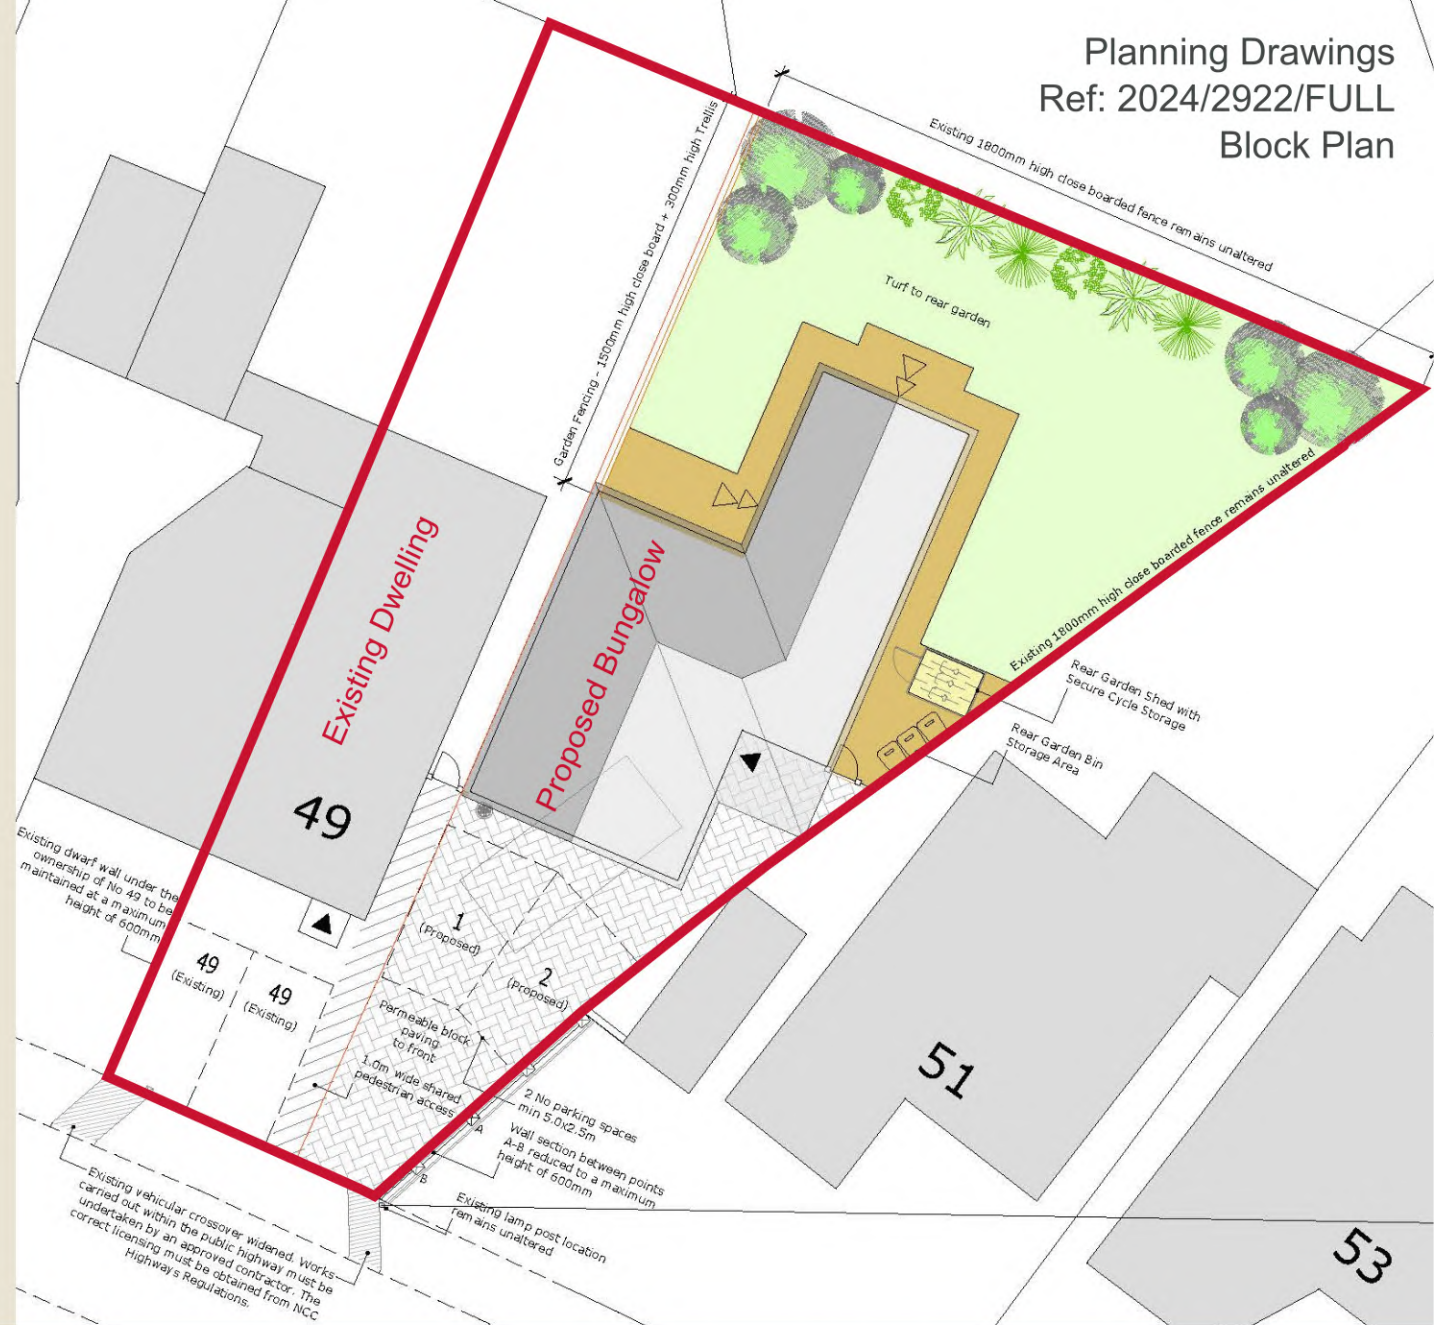 Planning Drawings
Ref: 2024/2922/FULL
Block Plan
Existing 1800mm high close boarded fence remains unaltered
Garden Fencing - 1500mm high close board + 300mm high Trellis
Turf to rear garden
Existing Dwelling
Proposed Bungalow
Existing 1800mm high close boarded fence remains unaltered
Rear Garden Shed with
Secure Cycle Storage
Rear Garden Bin
Storage Area
49
Existing dwarf wall under the
ownership of No 49 to be
maintained at a maximum
height of 600mm
49
(Existing)
49
(Existing)
1
(Proposed)
2
(Proposed)
Permeable block
paving
to front
1.0m wide shared
pedestrian access
2 No parking spaces
min 5.0x2.5m
A
Wall section between points
A-B reduced to a maximum
height of 600mm
B
Existing lamp post location
remains unaltered
Existing vehicular crossover widened. Works
carried out within the public highway must be
undertaken by an approved contractor. The
correct licensing must be obtained from NCC
Highways Regulations.
51
53